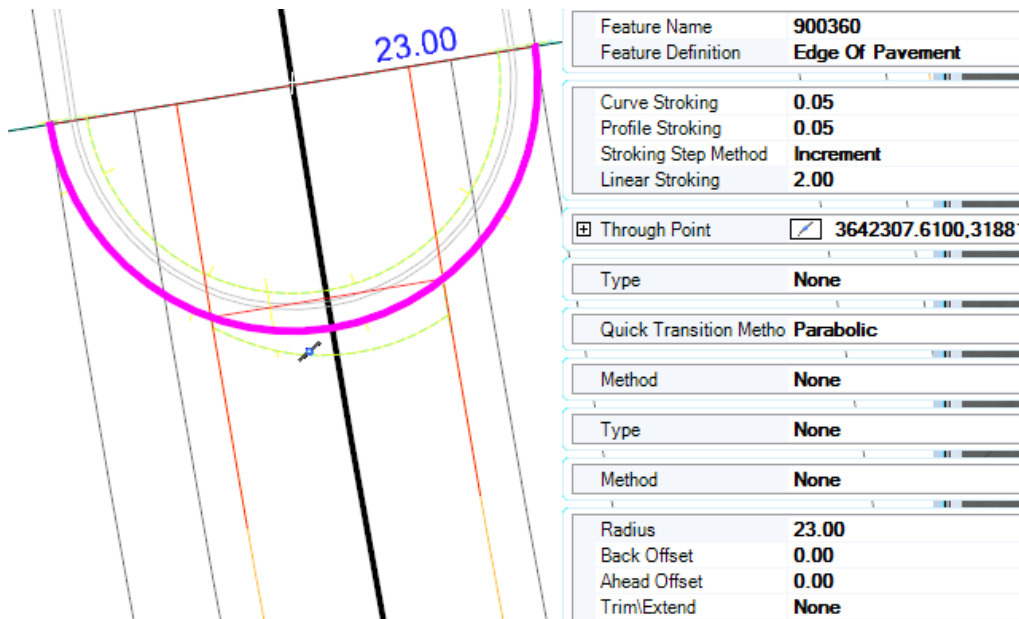 23.00
Feature Name 900360
Feature Definition Edge Of Pavement
Curve Stroking 0.05
Profile Stroking 0.05
Stroking Step Method Increment
Linear Stroking 2.00
Through Point 3642307.6100,31881
Type None
Quick Transition Metho Parabolic
Method None
Type None
Method None
Radius 23.00
Back Offset 0.00
Ahead Offset 0.00
Trim\Extend None